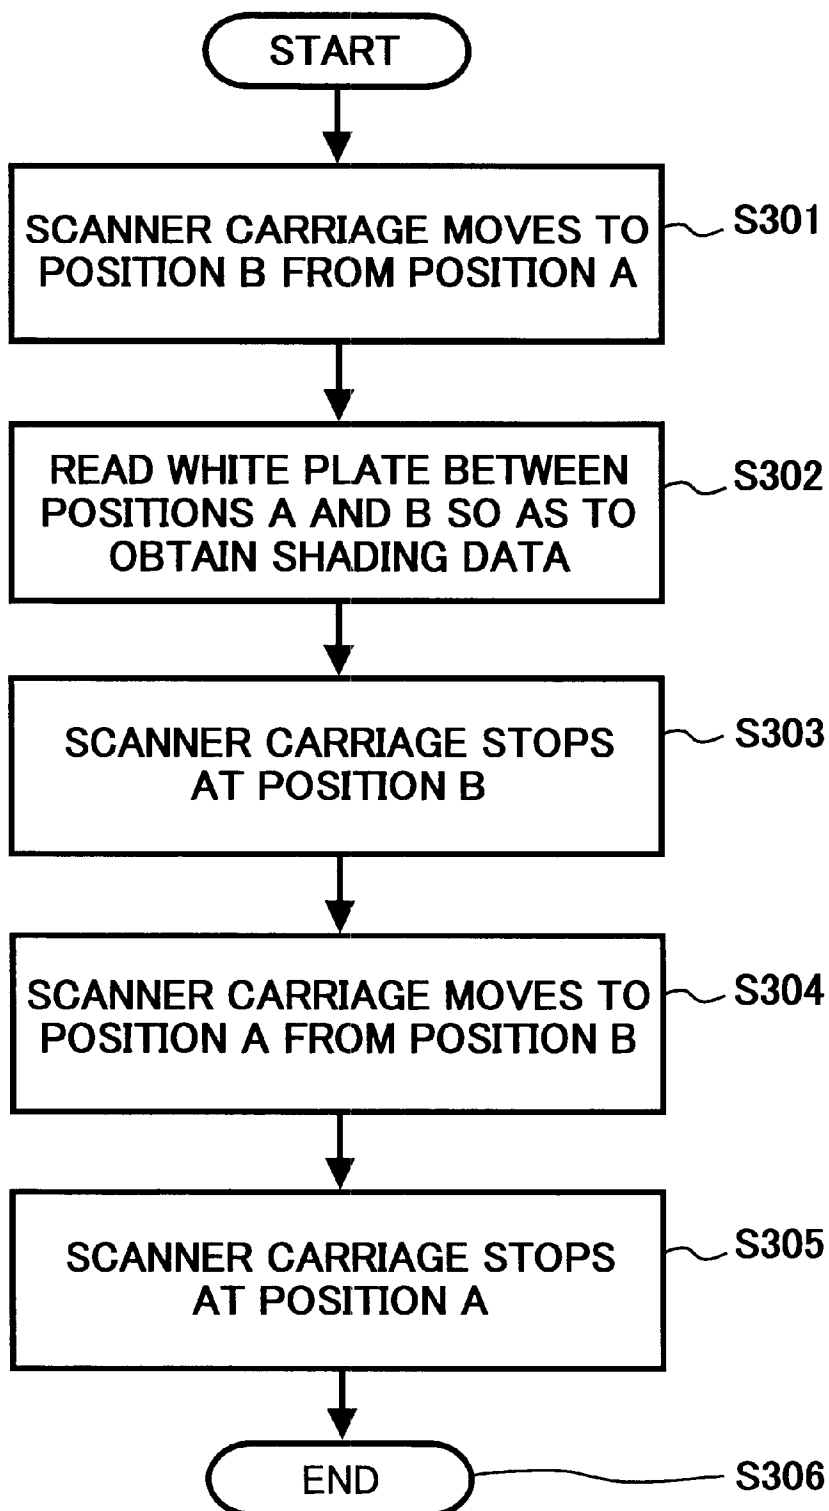 START
SCANNER CARRIAGE MOVES TO
POSITION B FROM POSITION A
S301
READ WHITE PLATE BETWEEN
POSITIONS A AND B SO AS TO
OBTAIN SHADING DATA
S302
SCANNER CARRIAGE STOPS
AT POSITION B
S303
SCANNER CARRIAGE MOVES TO
POSITION A FROM POSITION B
S304
SCANNER CARRIAGE STOPS
AT POSITION A
S305
END
S306